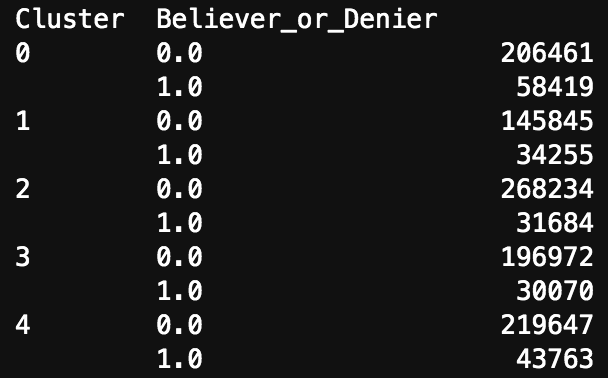 Cluster  Believer_or_Denier
0        0.0                   206461
         1.0                    58419
1        0.0                   145845
         1.0                    34255
2        0.0                   268234
         1.0                    31684
3        0.0                   196972
         1.0                    30070
4        0.0                   219647
         1.0                    43763